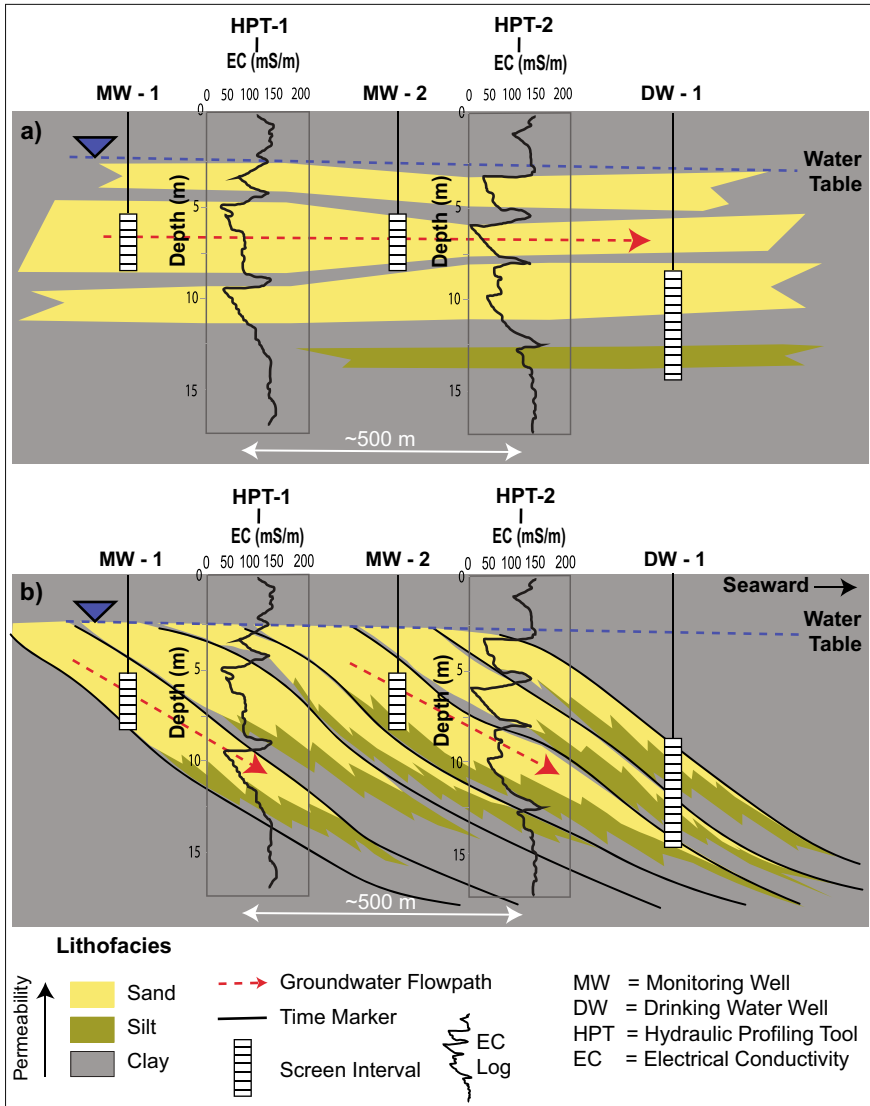 HPT-1 HPT-2
EC (mS/m) EC (mS/m)
MW - 1 0 50 100 150 200 MW - 2 0 50 100 150 200 DW - 1
a) 0 0
Water
Table
Depth (m) 5 Depth (m) 5
10 10
15 15
~500 m
HPT-1 HPT-2
EC (mS/m) EC (mS/m)
MW - 1 0 50 100 150 200 MW - 2 0 50 100 150 200 DW - 1
b) 0 0 Seaward
Water
Table
Depth (m) 5 Depth (m) 5
10 10
15 15
~500 m
Lithofacies
Permeability
Sand
Silt
Clay
Groundwater Flowpath
Time Marker
Screen Interval
EC
Log
MW = Monitoring Well
DW = Drinking Water Well
HPT = Hydraulic Profiling Tool
EC = Electrical Conductivity